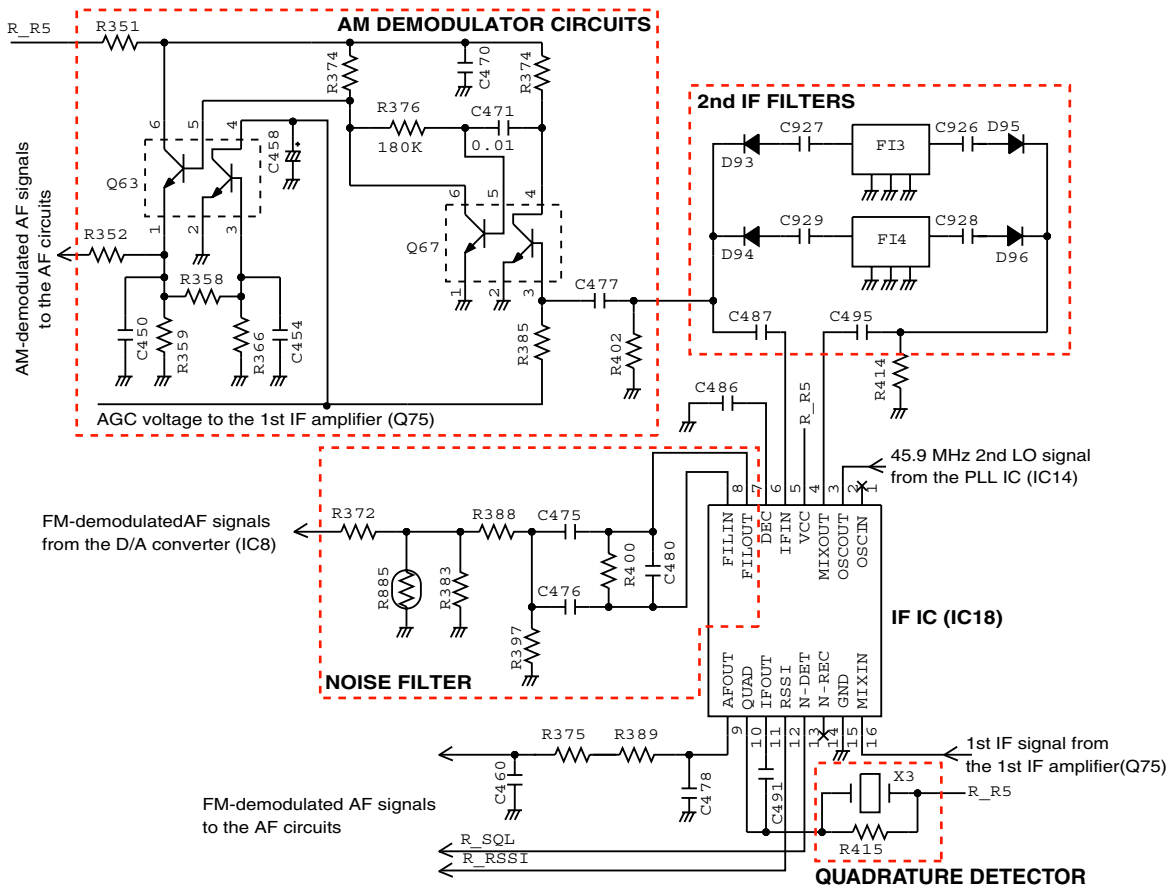 AM DEMODULATOR CIRCUITS
R_R5
R351
R374
C470
R374
2nd IF FILTERS
R376
180K
C471
0.01
C458
6
5
4
Q63
1
2
3
6
5
4
Q67
1
2
3
D93
C927
FI3
C926
D95
D94
C929
FI4
C928
D96
AM-demodulated AF signals
to the AF circuits
R352
R358
C450
R359
R366
C454
C477
R385
R402
C487
C495
R414
AGC voltage to the 1st IF amplifier (Q75)
C486
R_R5
45.9 MHz 2nd LO signal
from the PLL IC (IC14)
8
7
6
5
4
3
2
1
FILIN
FILOUT
DEC
IFIN
VCC
MIXOUT
OSCOUT
OSCIN
FM-demodulatedAF signals
from the D/A converter (IC8)
R372
R388
C475
R400
C480
R885
R383
C476
R397
NOISE FILTER
IF IC (IC18)
AFOUT
QUAD
IFOUT
RSSI
N-DET
N-REC
GND
MIXIN
9
10
11
12
13
14
15
16
R375
R389
C460
C478
C491
1st IF signal from
the 1st IF amplifier(Q75)
X3
R_R5
R415
FM-demodulated AF signals
to the AF circuits
R_SQL
R_RSSI
QUADRATURE DETECTOR